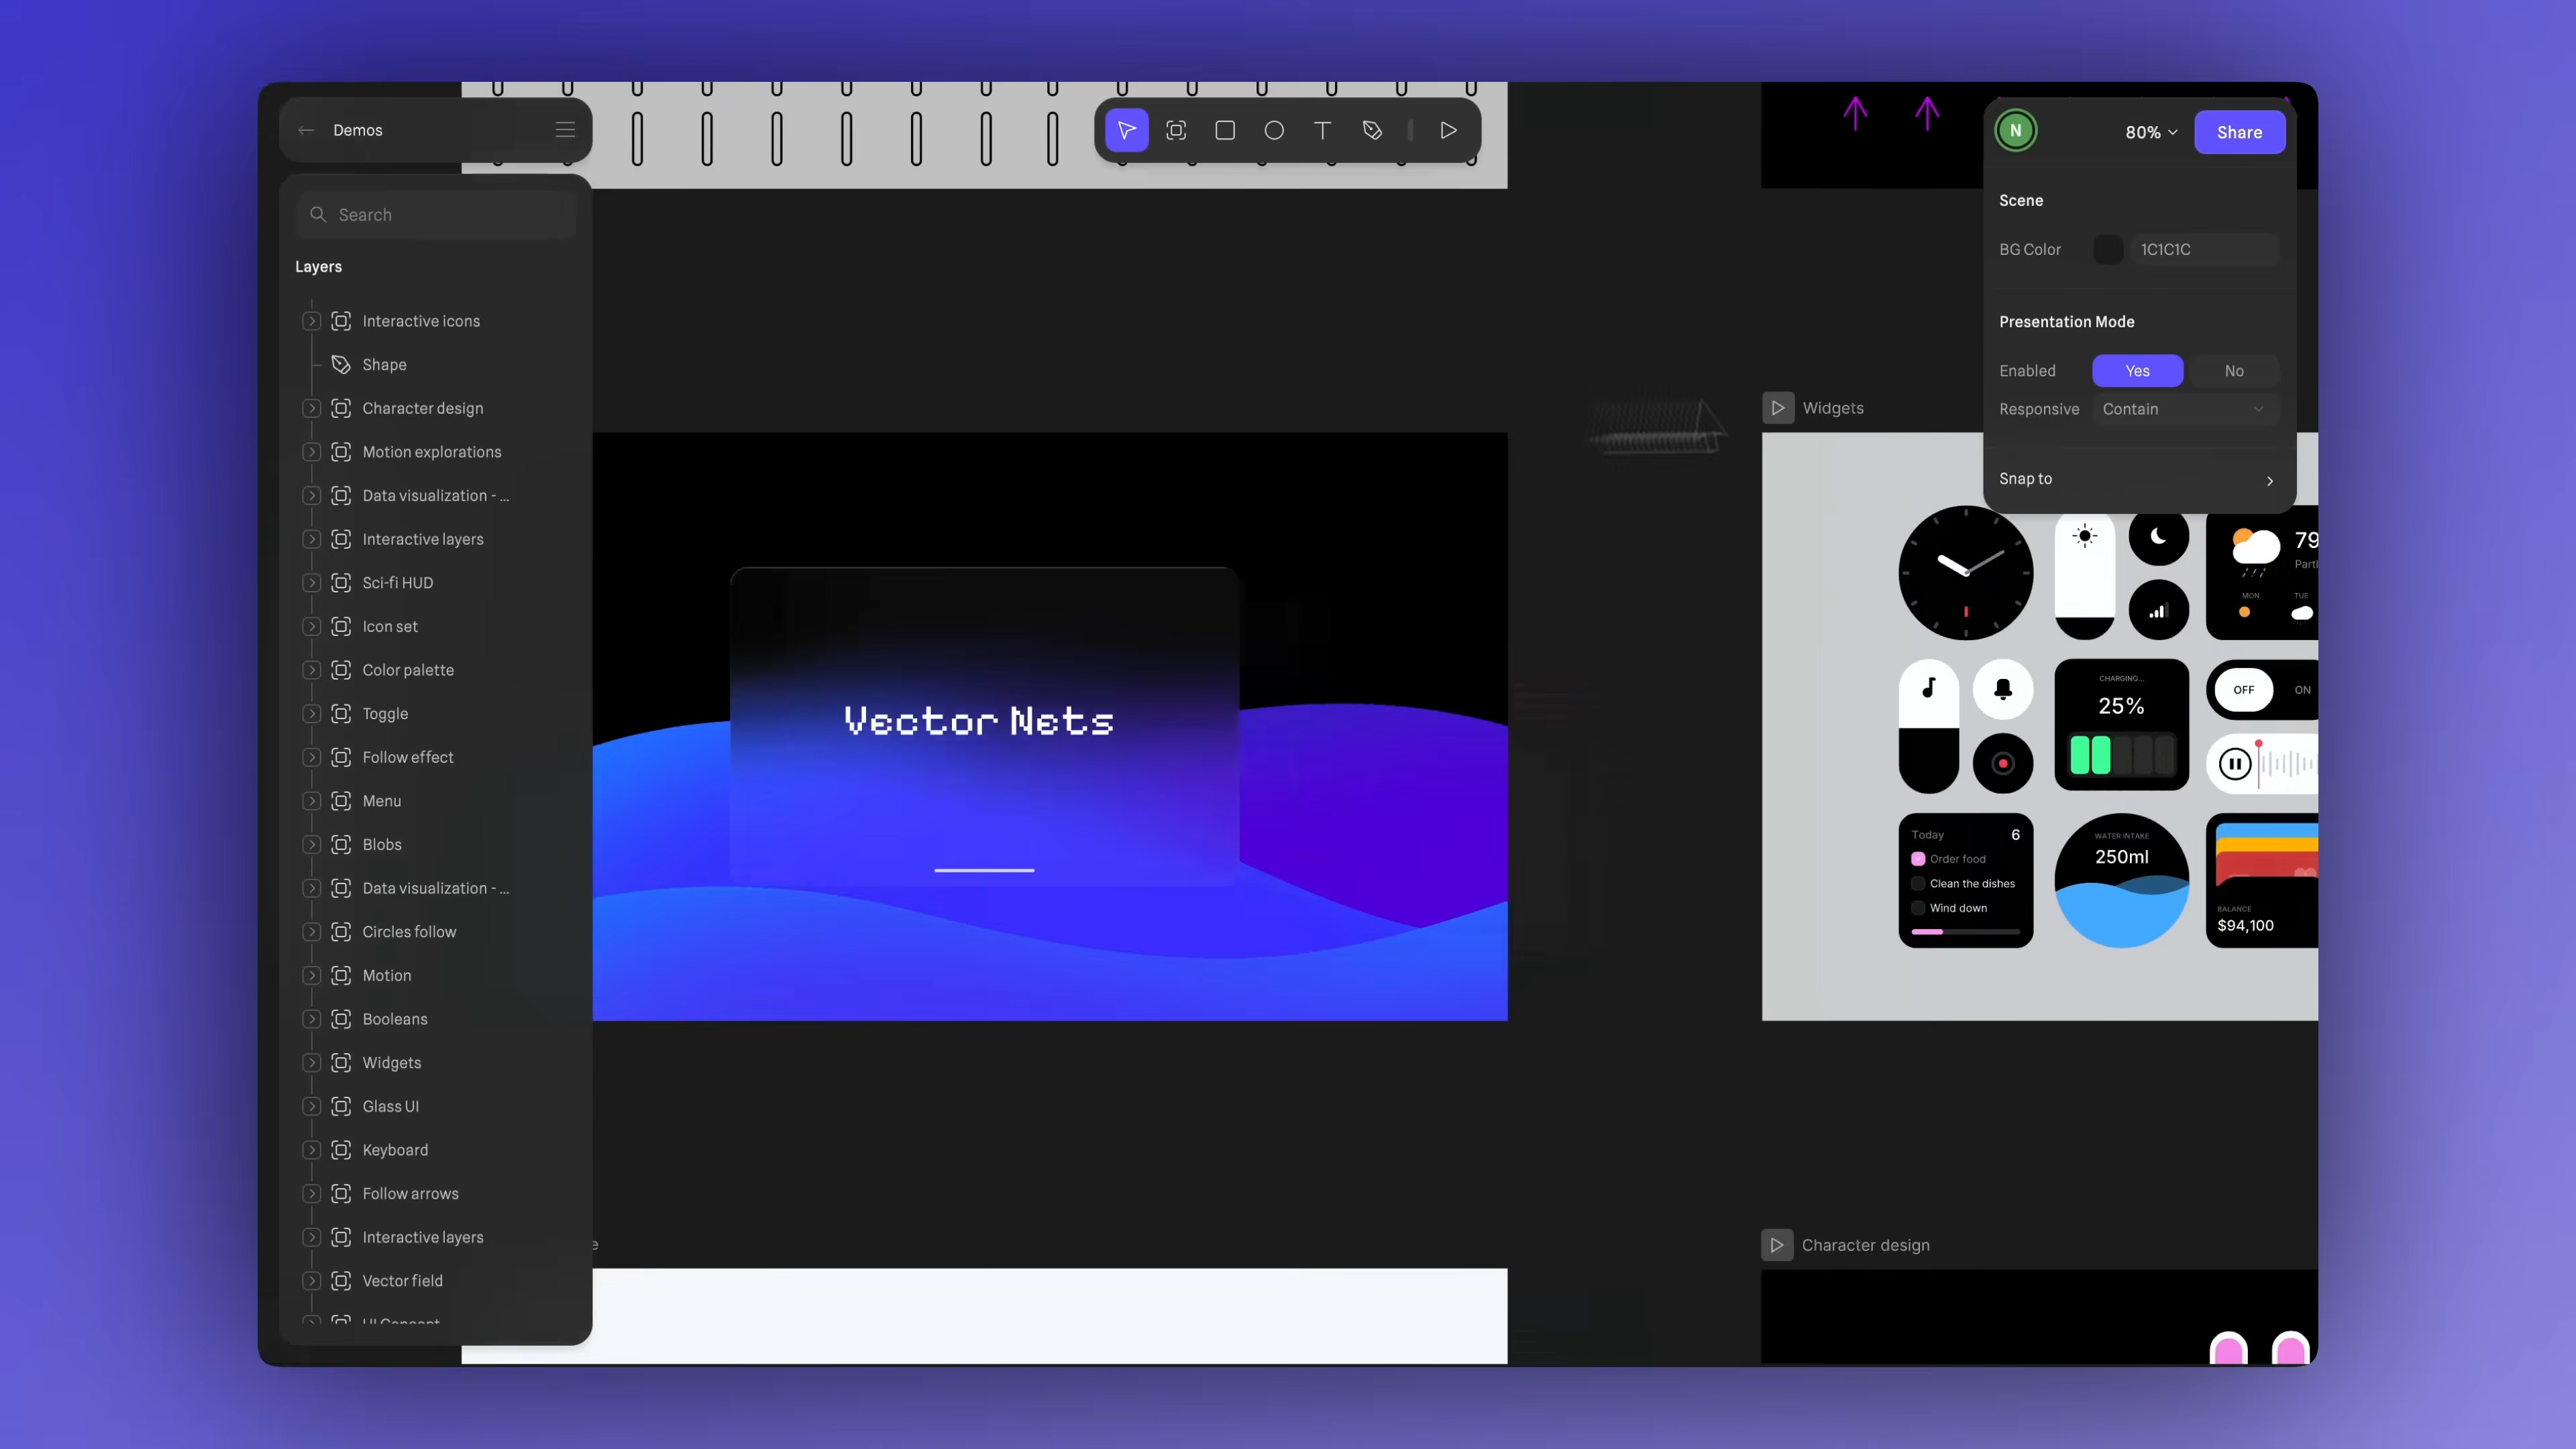 Demos
Search
Layers
Interactive icons
Shape
Character design
Motion explorations
Data visualization - ...
Interactive layers
Sci-fi HUD
Icon set
Color palette
Toggle
Follow effect
Menu
Blobs
Data visualization - ...
Circles follow
Motion
Booleans
Widgets
Glass UI
Keyboard
Follow arrows
Interactive layers
Vector field
UI Concept
Vector Nets
e
N
80%
Share
Scene
BG Color
1C1C1C
Presentation Mode
Enabled
Yes
No
Responsive
Contain
Snap to
Widgets
79
MON
TUE
CHARGING...
25%
OFF
ON
Today
6
Order food
Clean the dishes
Wind down
WATER INTAKE
250ml
BALANCE
$94,100
Character design